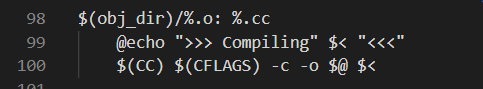 98 $(obj_dir)/%.o: %.cc
99 @echo ">>> Compiling" $< "<<<"
100 $(CC) $(CFLAGS) -c -o $@ $<